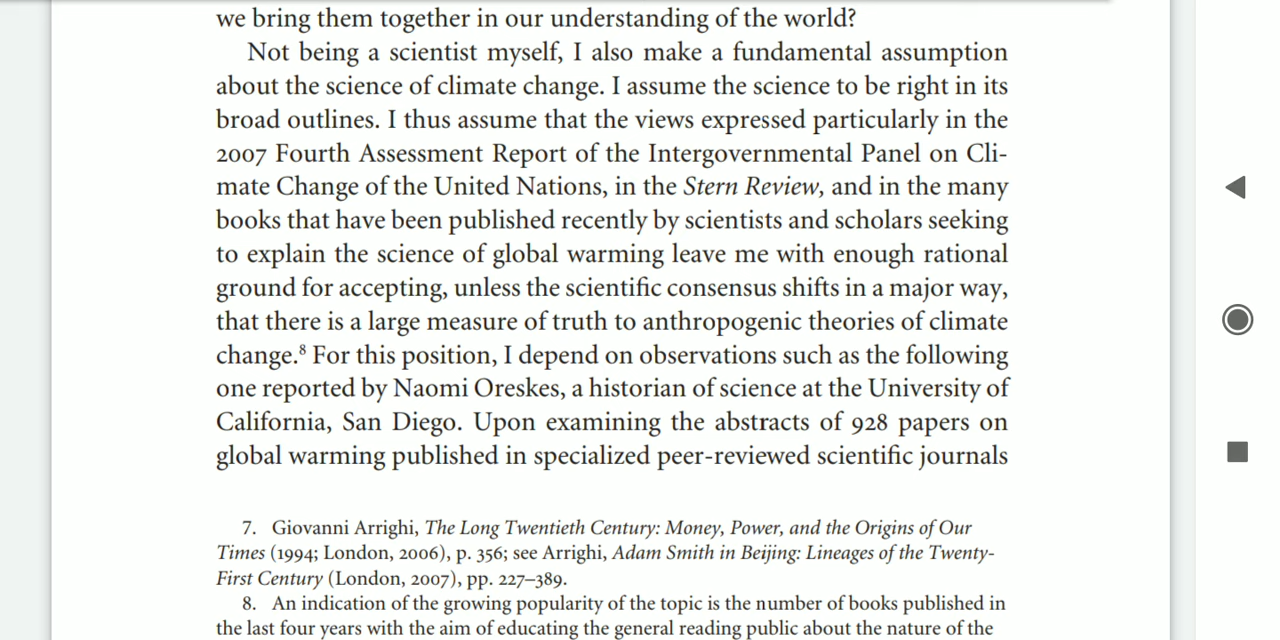 we bring them together in our understanding of the world?
Not being a scientist myself, I also make a fundamental assumption
about the science of climate change. I assume the science to be right in its
broad outlines. I thus assume that the views expressed particularly in the
2007 Fourth Assessment Report of the Intergovernmental Panel on Cli-
mate Change of the United Nations, in the Stern Review, and in the many
books that have been published recently by scientists and scholars seeking
to explain the science of global warming leave me with enough rational
ground for accepting, unless the scientific consensus shifts in a major way,
that there is a large measure of truth to anthropogenic theories of climate
change.⁸ For this position, I depend on observations such as the following
one reported by Naomi Oreskes, a historian of science at the University of
California, San Diego. Upon examining the abstracts of 928 papers on
global warming published in specialized peer-reviewed scientific journals
7. Giovanni Arrighi, The Long Twentieth Century: Money, Power, and the Origins of Our
Times (1994; London, 2006), p. 356; see Arrighi, Adam Smith in Beijing: Lineages of the Twenty-
First Century (London, 2007), pp. 227–389.
8. An indication of the growing popularity of the topic is the number of books published in
the last four years with the aim of educating the general reading public about the nature of the